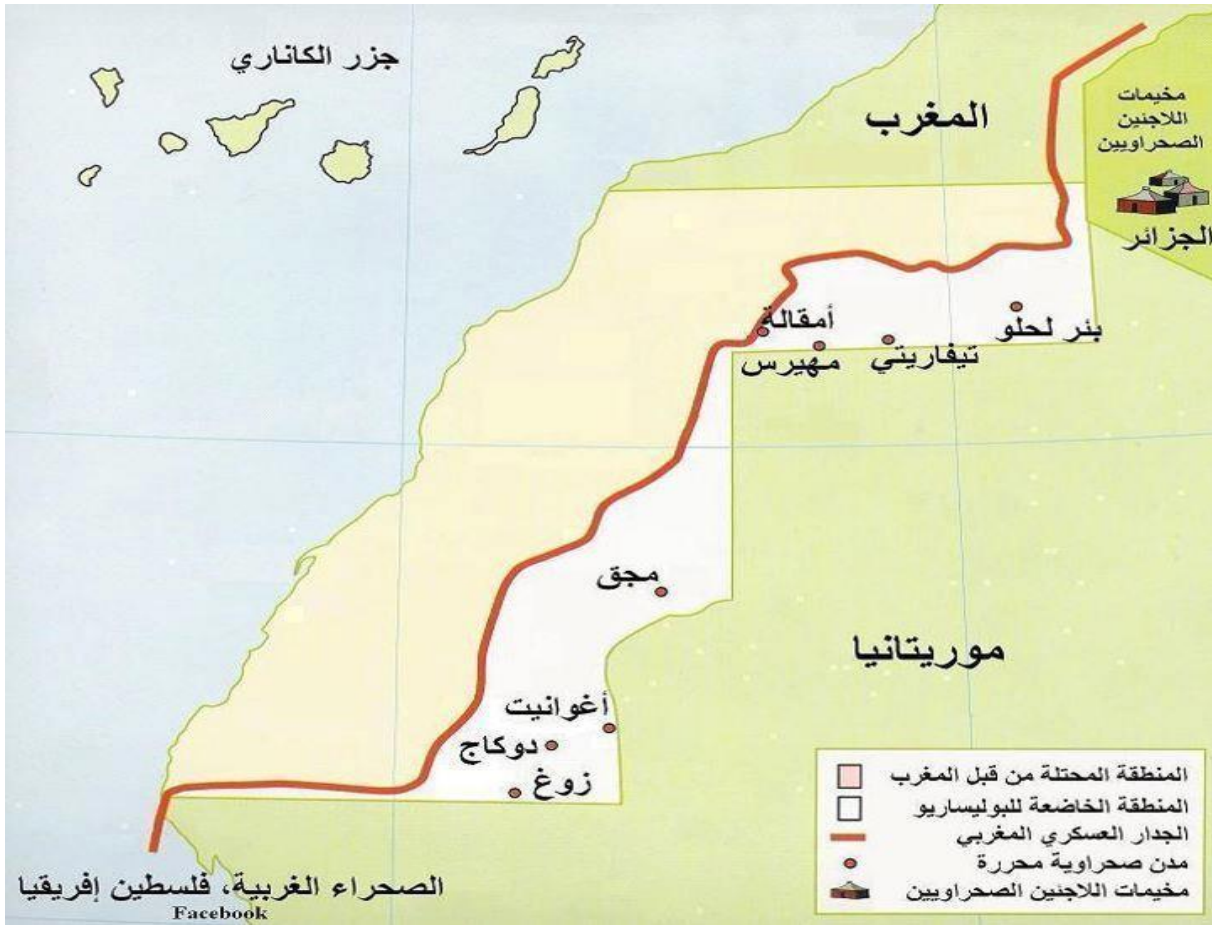 جزر الكاناري
المغرب
مخيمات
اللاجئين
الصحراويين
الجزائر
أمقالة
بئر لحلو
تيفاريتي
مهيرس
مجق
موريتانيا
أغوانيت
دوكاج
زوغ
المنطقة المحتلة من قبل المغرب
المنطقة الخاضعة للبوليساريو
الجدار العسكري المغربي
مدن صحراوية محررة
مخيمات اللاجئين الصحراويين
الصحراء الغربية، فلسطين إفريقيا
Facebook